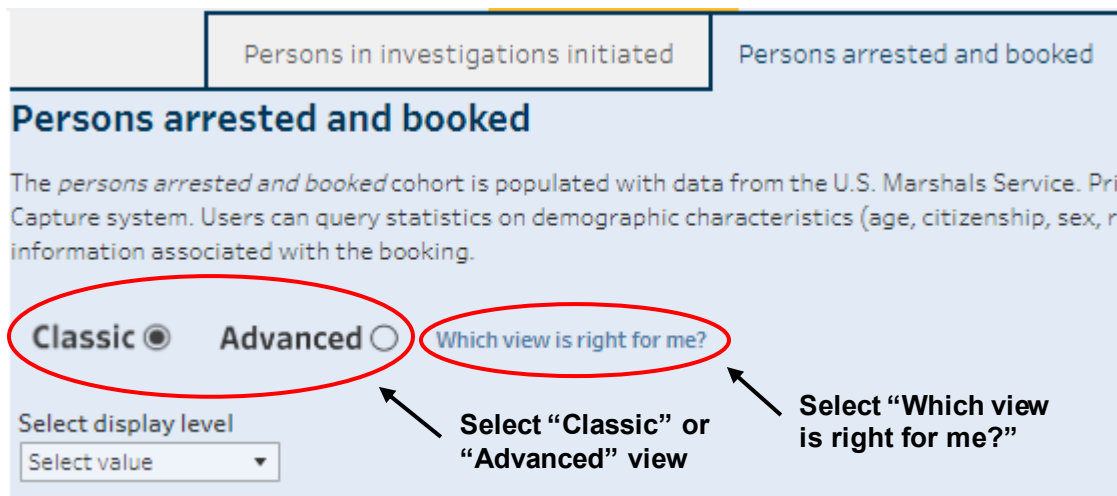 Persons in investigations initiated
Persons arrested and booked
Persons arrested and booked
The persons arrested and booked cohort is populated with data from the U.S. Marshals Service. Pri
Capture system. Users can query statistics on demographic characteristics (age, citizenship, sex, r
information associated with the booking.
Classic Advanced Which view is right for me?
Select display level
Select value
Select “Classic” or
“Advanced” view
Select “Which view
is right for me?”